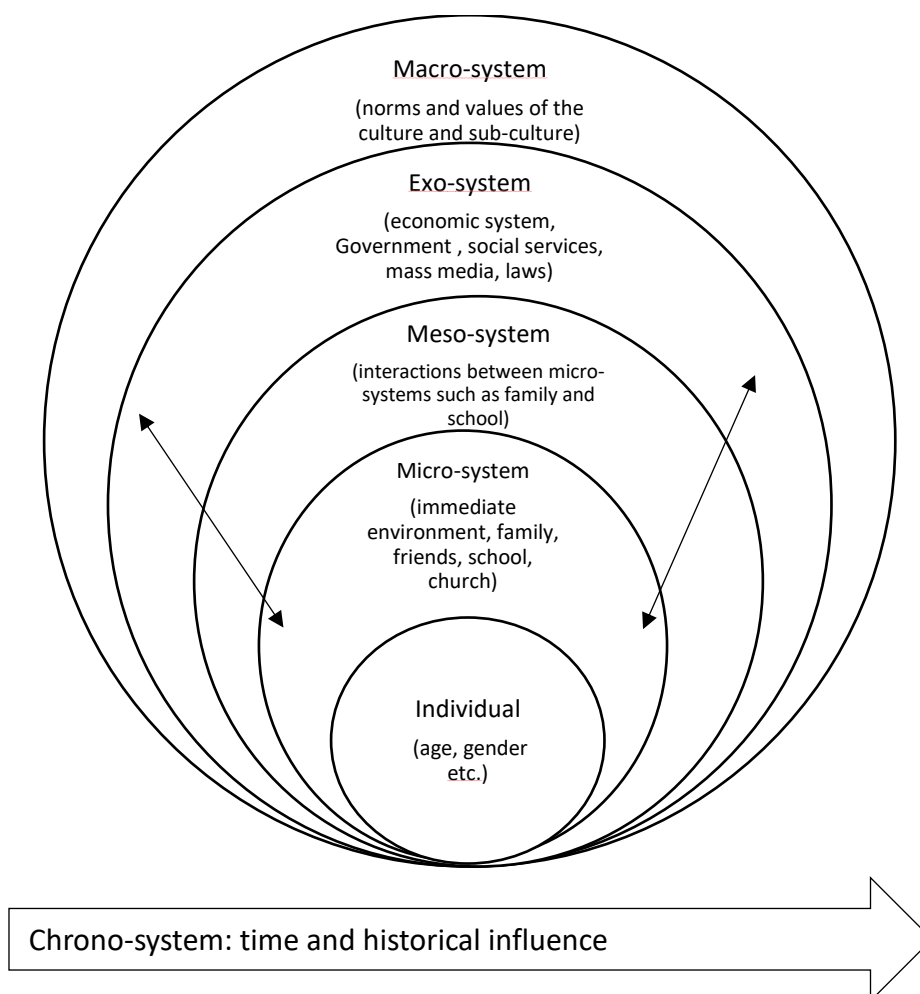 Macro-system
(norms and values of the
culture and sub-culture)
Exo-system
(economic system,
Government , social services,
mass media, laws)
Meso-system
(interactions between micro-
systems such as family and
school)
Micro-system
(immediate
environment, family,
friends, school,
church)
Individual
(age, gender
etc.)
Chrono-system: time and historical influence